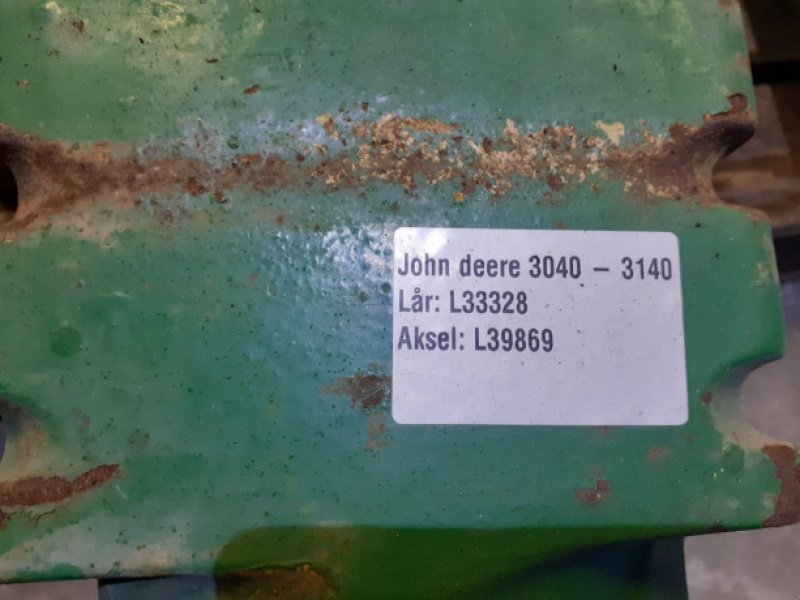 John deere 3040 – 3140
Lår: L33328
Aksel: L39869